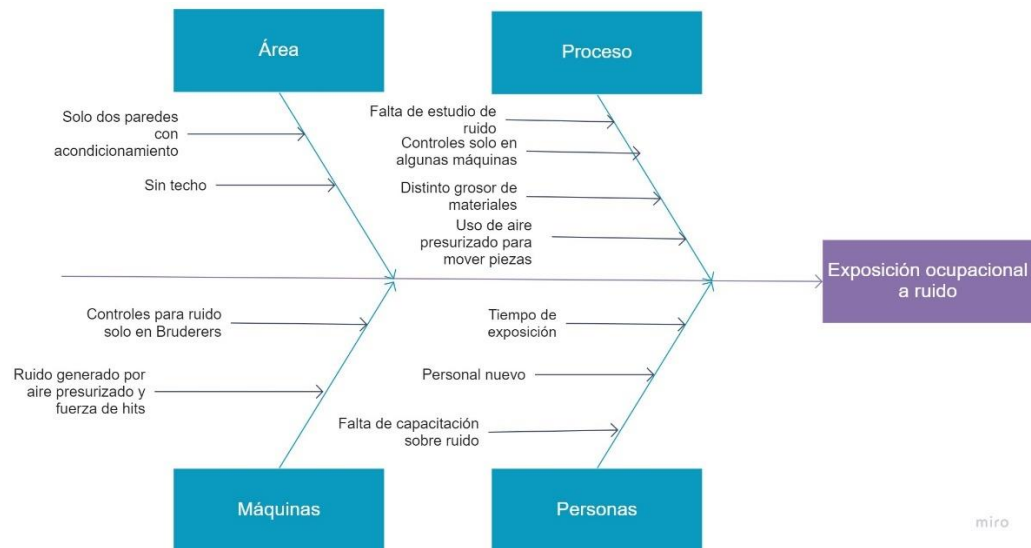 Área
Proceso
Solo dos paredes
con
acondicionamiento
Sin techo
Falta de estudio de
ruido
Controles solo en
algunas máquinas
Distinto grosor de
materiales
Uso de aire
presurizado para
mover piezas
Exposición ocupacional
a ruido
Controles para ruido
solo en Bruderers
Ruido generado por
aire presurizado y
fuerza de hits
Tiempo de
exposición
Personal nuevo
Falta de capacitación
sobre ruido
Máquinas
Personas
miro